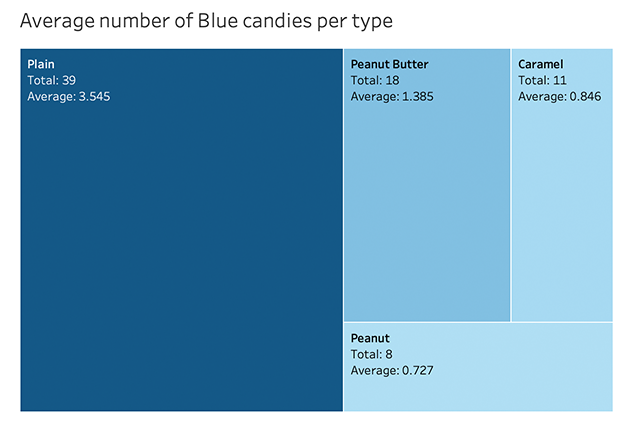 Average number of Blue candies per type
Plain
Total: 39
Average: 3.545
Peanut Butter
Total: 18
Average: 1.385
Caramel
Total: 11
Average: 0.846
Peanut
Total: 8
Average: 0.727